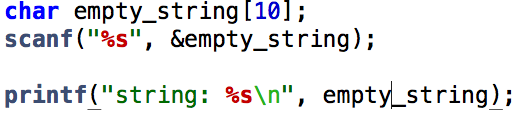 char empty_string[10];
scanf("%s", &empty_string);
printf("string: %s\n", empty_string);